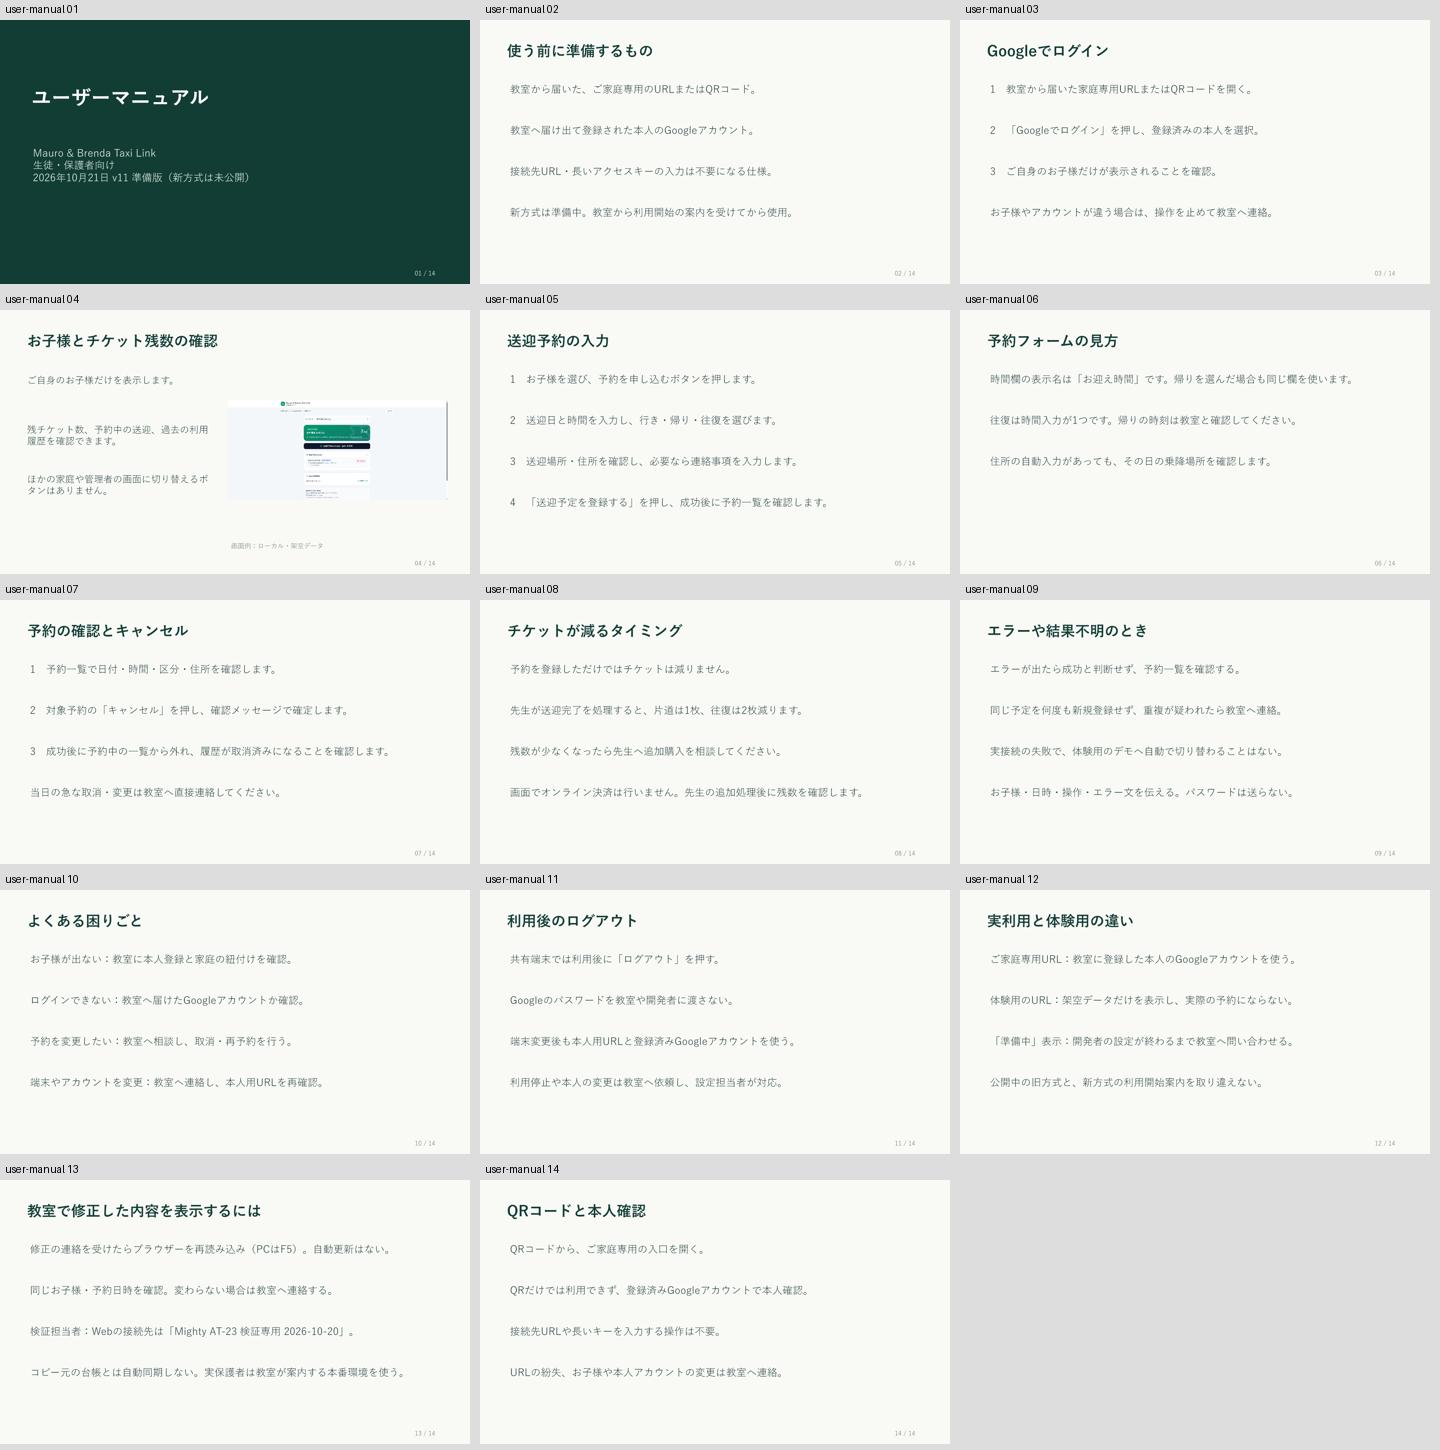 user-manual 01
ユーザーマニュアル
Mauro & Brenda Taxi Link
生徒・保護者向け
2026年10月21日 v11 準備版（新方式は未公開）
01 / 14
user-manual 02
使う前に準備するもの
教室から届いた、ご家庭専用のURLまたはQRコード。
教室へ届け出て登録された本人のGoogleアカウント。
接続先URL・長いアクセスキーの入力は不要になる仕様。
新方式は準備中。教室から利用開始の案内を受けてから使用。
02 / 14
user-manual 03
Googleでログイン
1 教室から届いた家庭専用URLまたはQRコードを開く。
2 「Googleでログイン」を押し、登録済みの本人を選択。
3 ご自身のお子様だけが表示されることを確認。
お子様やアカウントが違う場合は、操作を止めて教室へ連絡。
03 / 14
user-manual 04
お子様とチケット残数の確認
ご自身のお子様だけを表示します。
残チケット数、予約中の送迎、過去の利用
履歴を確認できます。
ほかの家庭や管理者の画面に切り替えるボ
タンはありません。
画面例：ローカル・架空データ
04 / 14
user-manual 05
送迎予約の入力
1 お子様を選び、予約を申し込むボタンを押します。
2 送迎日と時間を入力し、行き・帰り・往復を選びます。
3 送迎場所・住所を確認し、必要なら連絡事項を入力します。
4 「送迎予定を登録する」を押し、成功後に予約一覧を確認します。
05 / 14
user-manual 06
予約フォームの見方
時間欄の表示名は「お迎え時間」です。帰りを選んだ場合も同じ欄を使います。
往復は時間入力が1つです。帰りの時刻は教室と確認してください。
住所の自動入力があっても、その日の乗降場所を確認します。
06 / 14
user-manual 07
予約の確認とキャンセル
1 予約一覧で日付・時間・区分・住所を確認します。
2 対象予約の「キャンセル」を押し、確認メッセージで確定します。
3 成功後に予約中の一覧から外れ、履歴が取消済みになることを確認します。
当日の急な取消・変更は教室へ直接連絡してください。
07 / 14
user-manual 08
チケットが減るタイミング
予約を登録しただけではチケットは減りません。
先生が送迎完了を処理すると、片道は1枚、往復は2枚減ります。
残数が少なくなったら先生へ追加購入を相談してください。
画面でオンライン決済は行いません。先生の追加処理後に残数を確認します。
08 / 14
user-manual 09
エラーや結果不明のとき
エラーが出たら成功と判断せず、予約一覧を確認する。
同じ予定を何度も新規登録せず、重複が疑われたら教室へ連絡。
実接続の失敗で、体験用のデモへ自動で切り替わることはない。
お子様・日時・操作・エラー文を伝える。パスワードは送らない。
09 / 14
user-manual 10
よくある困りごと
お子様が出ない：教室に本人登録と家庭の紐付けを確認。
ログインできない：教室へ届けたGoogleアカウントか確認。
予約を変更したい：教室へ相談し、取消・再予約を行う。
端末やアカウントを変更：教室へ連絡し、本人用URLを再確認。
10 / 14
user-manual 11
利用後のログアウト
共有端末では利用後に「ログアウト」を押す。
Googleのパスワードを教室や開発者に渡さない。
端末変更後も本人用URLと登録済みGoogleアカウントを使う。
利用停止や本人の変更は教室へ依頼し、設定担当者が対応。
11 / 14
user-manual 12
実利用と体験用の違い
ご家庭専用URL：教室に登録した本人のGoogleアカウントを使う。
体験用のURL：架空データだけを表示し、実際の予約にならない。
「準備中」表示：開発者の設定が終わるまで教室へ問い合わせる。
公開中の旧方式と、新方式の利用開始案内を取り違えない。
12 / 14
user-manual 13
教室で修正した内容を表示するには
修正の連絡を受けたらブラウザーを再読み込み（PCはF5）。自動更新はない。
同じお子様・予約日時を確認。変わらない場合は教室へ連絡する。
検証担当者：Webの接続先は「Mighty AT-23 検証専用 2026-10-20」。
コピー元の台帳とは自動同期しない。実保護者は教室が案内する本番環境を使う。
13 / 14
user-manual 14
QRコードと本人確認
QRコードから、ご家庭専用の入口を開く。
QRだけでは利用できず、登録済みGoogleアカウントで本人確認。
接続先URLや長いキーを入力する操作は不要。
URLの紛失、お子様や本人アカウントの変更は教室へ連絡。
14 / 14